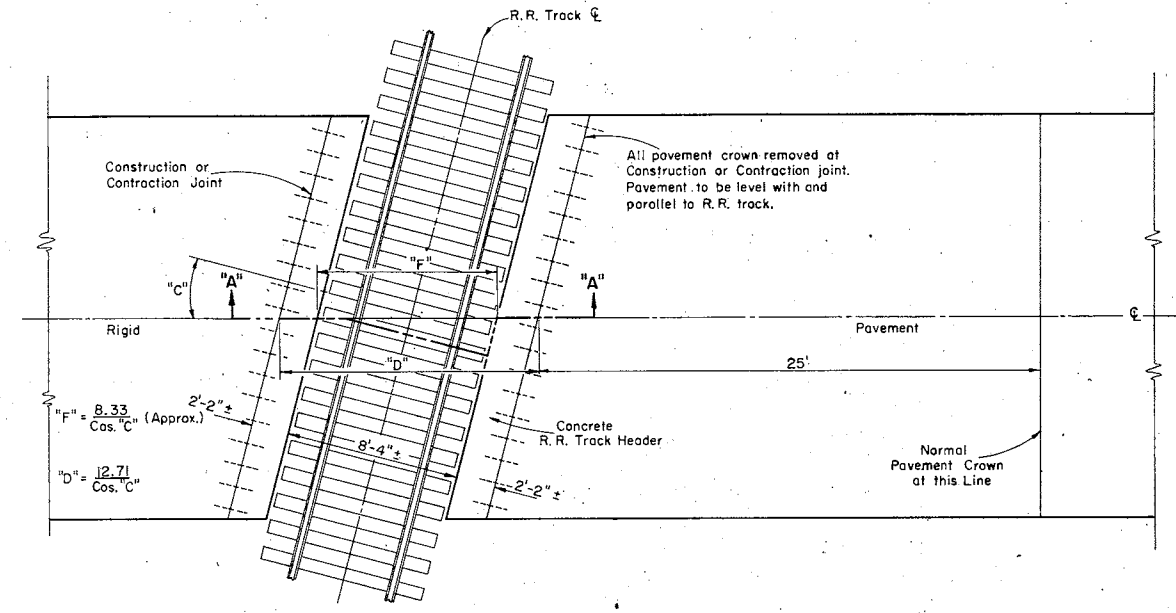 R.R. Track ℄
Construction or
Contraction Joint
All pavement crown removed at
Construction or Contraction joint.
Pavement to be level with and
parollel to R.R. track.
"F"
"C"
"A"
"A"
Rigid
Pavement
℄
"D"
25'
"F" = 8.33 / Cos. "C" (Approx.)
2'-2" ±
"D" = 12.71 / Cos. "C"
8'-4" ±
Concrete
R.R. Track Header
2'-2" ±
Normal
Pavement Crown
at this Line